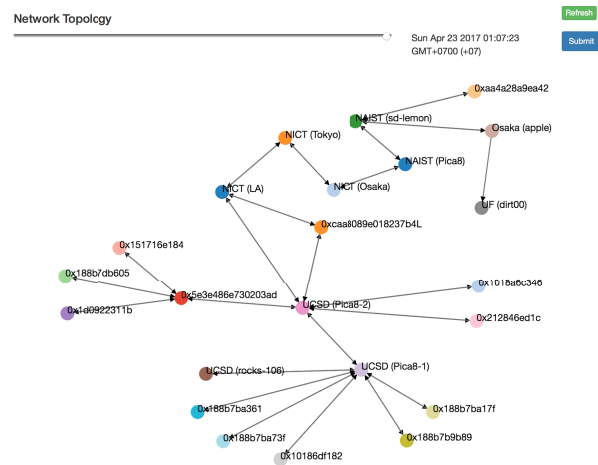 Network Topolcgy
Refresh
Sun Apr 23 2017 01:07:23
GMT+0700 (+07)
Submit
0xaa4a28a9ea42
NAIST (sd-lemon)
Osaka (apple)
NICT (Tokyo)
NAIST (Pica8)
NICT (LA)
NICT (Osaka)
UF (dirt00)
0xcaa8089e018237b4L
0x151716e184
0x188b7db605
0x1d0922311b
0x5e3e486e730203ad
UCSD (Pica8-2)
0x1018a6c346
0x212846ed1c
UCSD (Pica8-1)
UCSD (rocks-106)
0x188b7ba361
0x188b7ba17f
0x188b7ba73f
0x188b7b9b89
0x10186df182